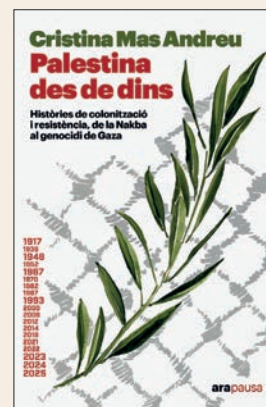 Cristina Mas Andreu
Palestina
des de dins
Històries de colonització
i resistència, de la Nakba
al genocidi de Gaza
1917
1936
1948
1952
1967
1970
1982
1987
1993
2000
2008
2012
2014
2018
2021
2022
2023
2024
2025
arapausa